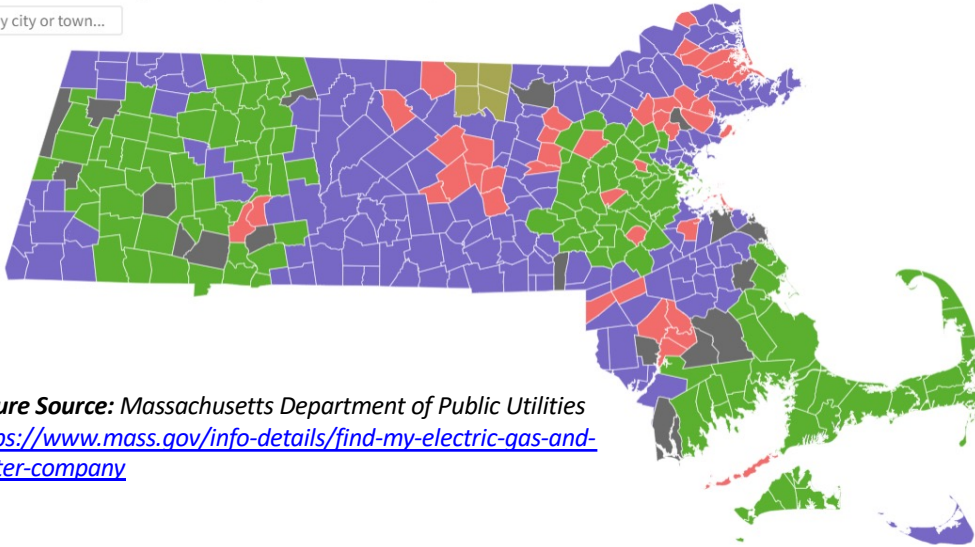 y city or town...
ure Source: Massachusetts Department of Public Utilities
ps://www.mass.gov/info-details/find-my-electric-gas-and-
ter-company